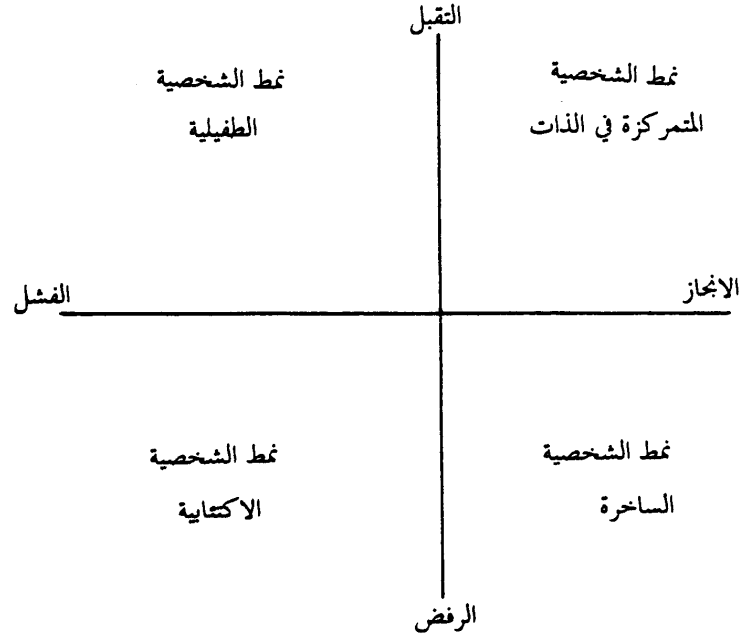 التقبل
نمط الشخصية
المتمركزة في الذات
نمط الشخصية
الطفيلية
الانجاز
الفشل
نمط الشخصية
الساخرة
نمط الشخصية
الاكتئابية
الرفض